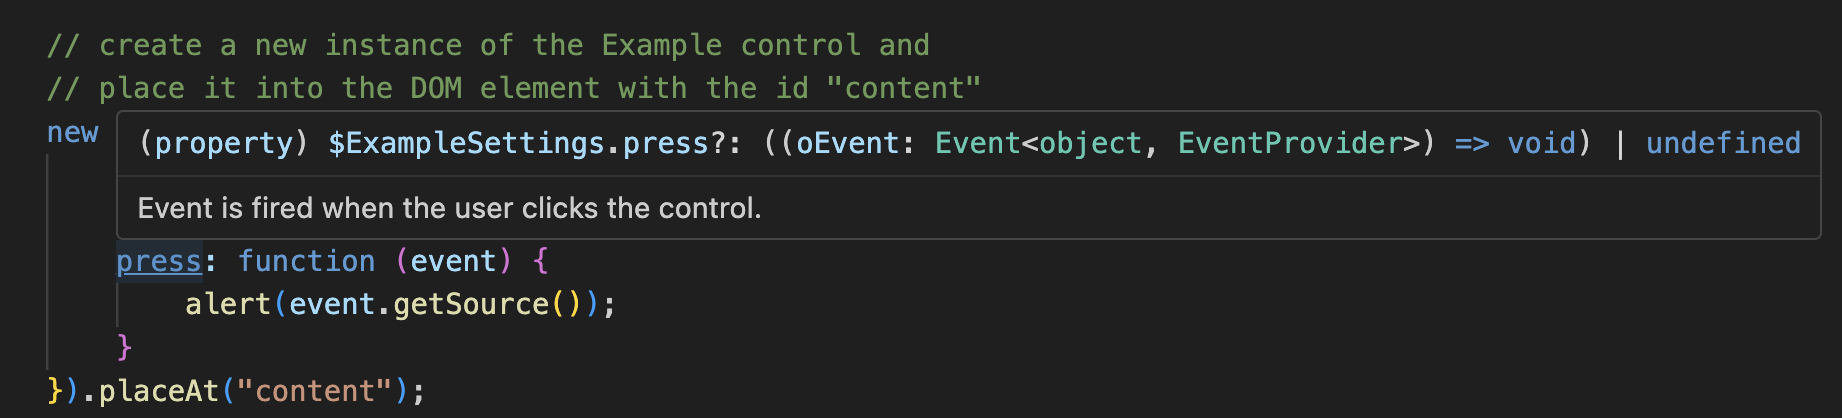 // create a new instance of the Example control and
// place it into the DOM element with the id "content"
new
(property) $ExampleSettings.press?: ((oEvent: Event<object, EventProvider>) => void) | undefined
Event is fired when the user clicks the control.
press: function (event) {
alert(event.getSource());
}
}).placeAt("content");